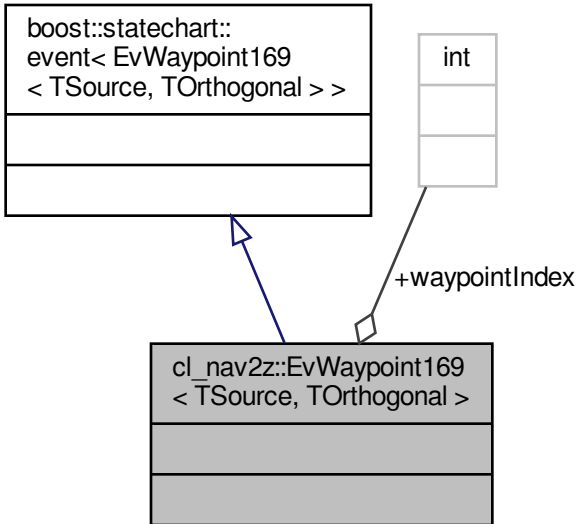 boost::statechart::
event< EvWaypoint169
< TSource, TOrthogonal > >
int
+waypointIndex
cl_nav2z::EvWaypoint169
< TSource, TOrthogonal >